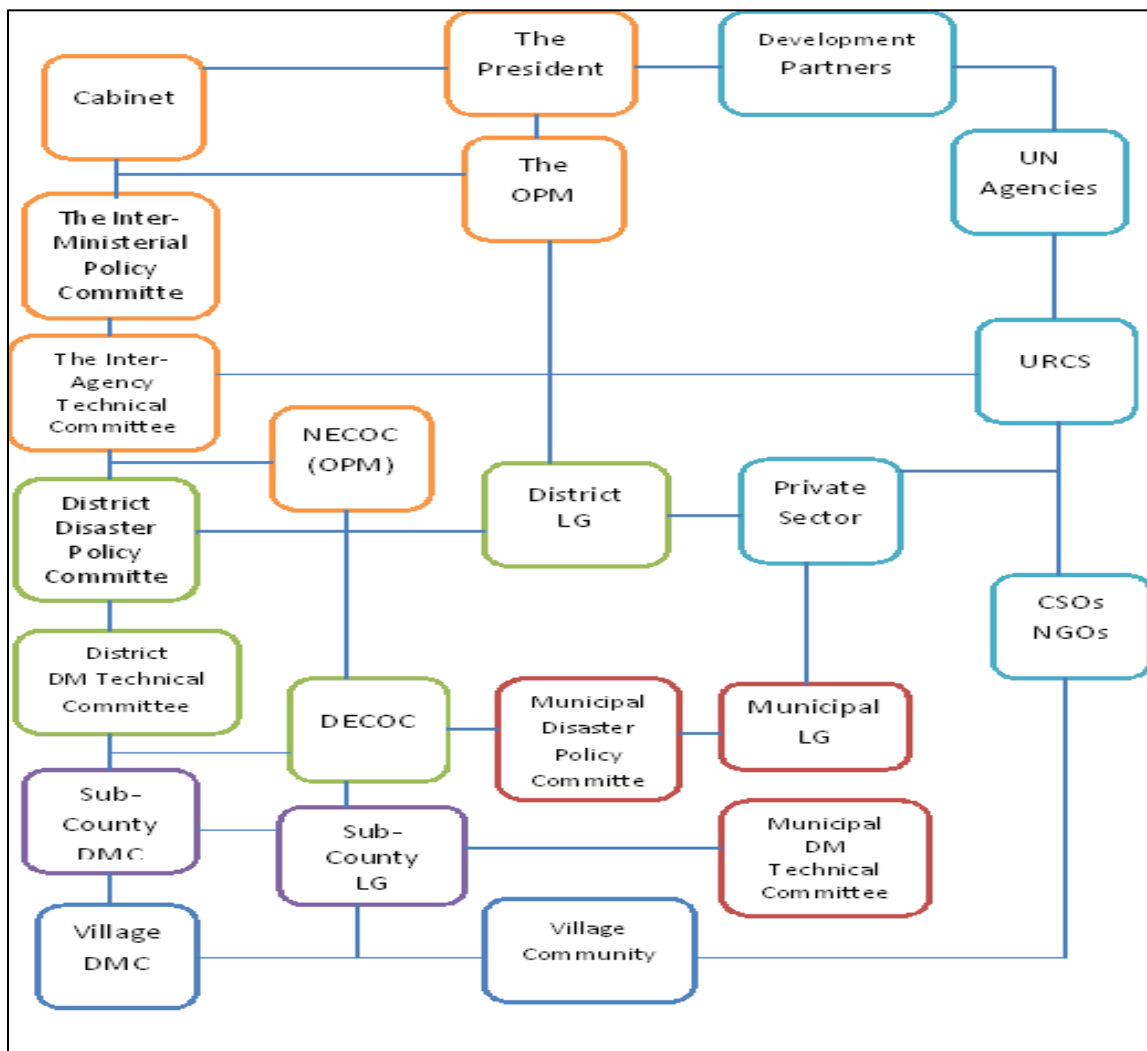 The
President
Development
Partners
Cabinet
The
OPM
UN
Agencies
The Inter-
Ministerial
Policy
Committe
The Inter-
Agency
Technical
Committee
URCS
NECOC
(OPM)
District
LG
Private
Sector
District
Disaster
Policy
Committe
CSOs
NGOs
District
DM Technical
Committee
DECOC
Municipal
Disaster
Policy
Committe
Municipal
LG
Sub-
County
DMC
Sub-
County
LG
Municipal
DM
Technical
Committee
Village
DMC
Village
Community